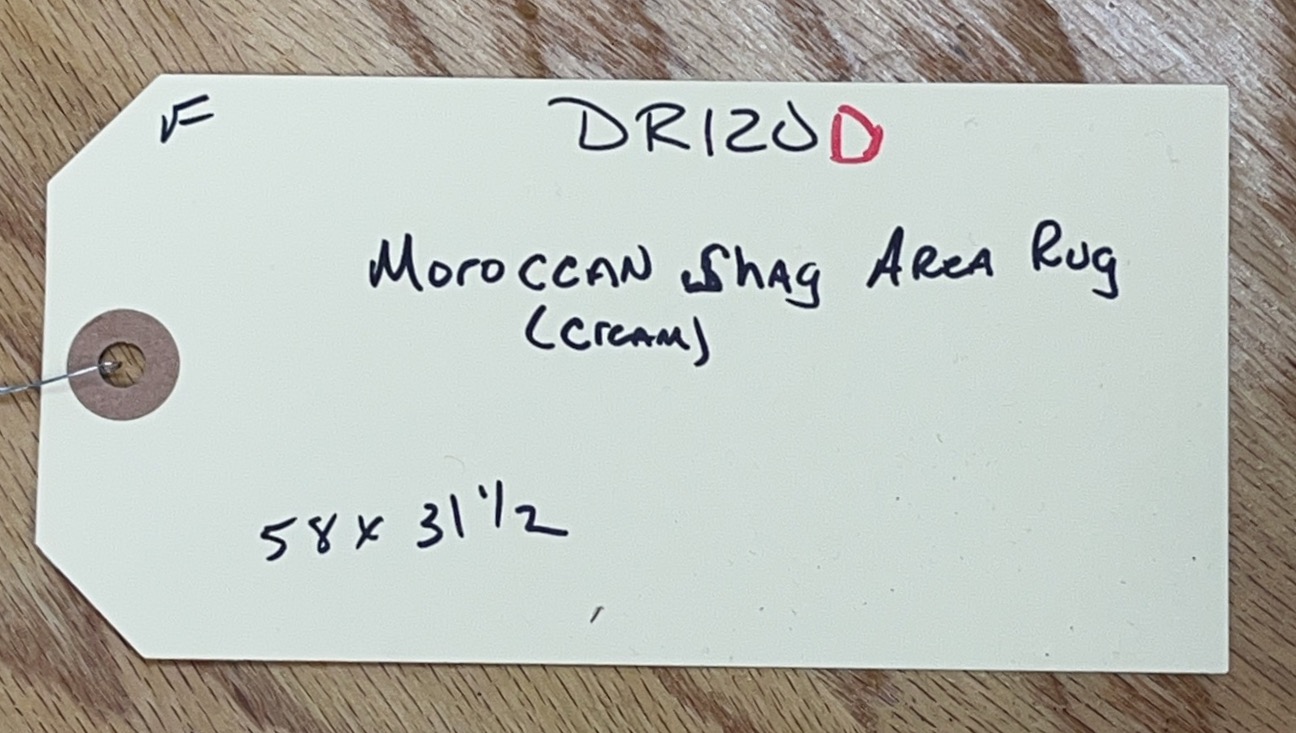 F
DR120D
Moroccan Shag Area Rug
(Cream)
58 x 31 1/2